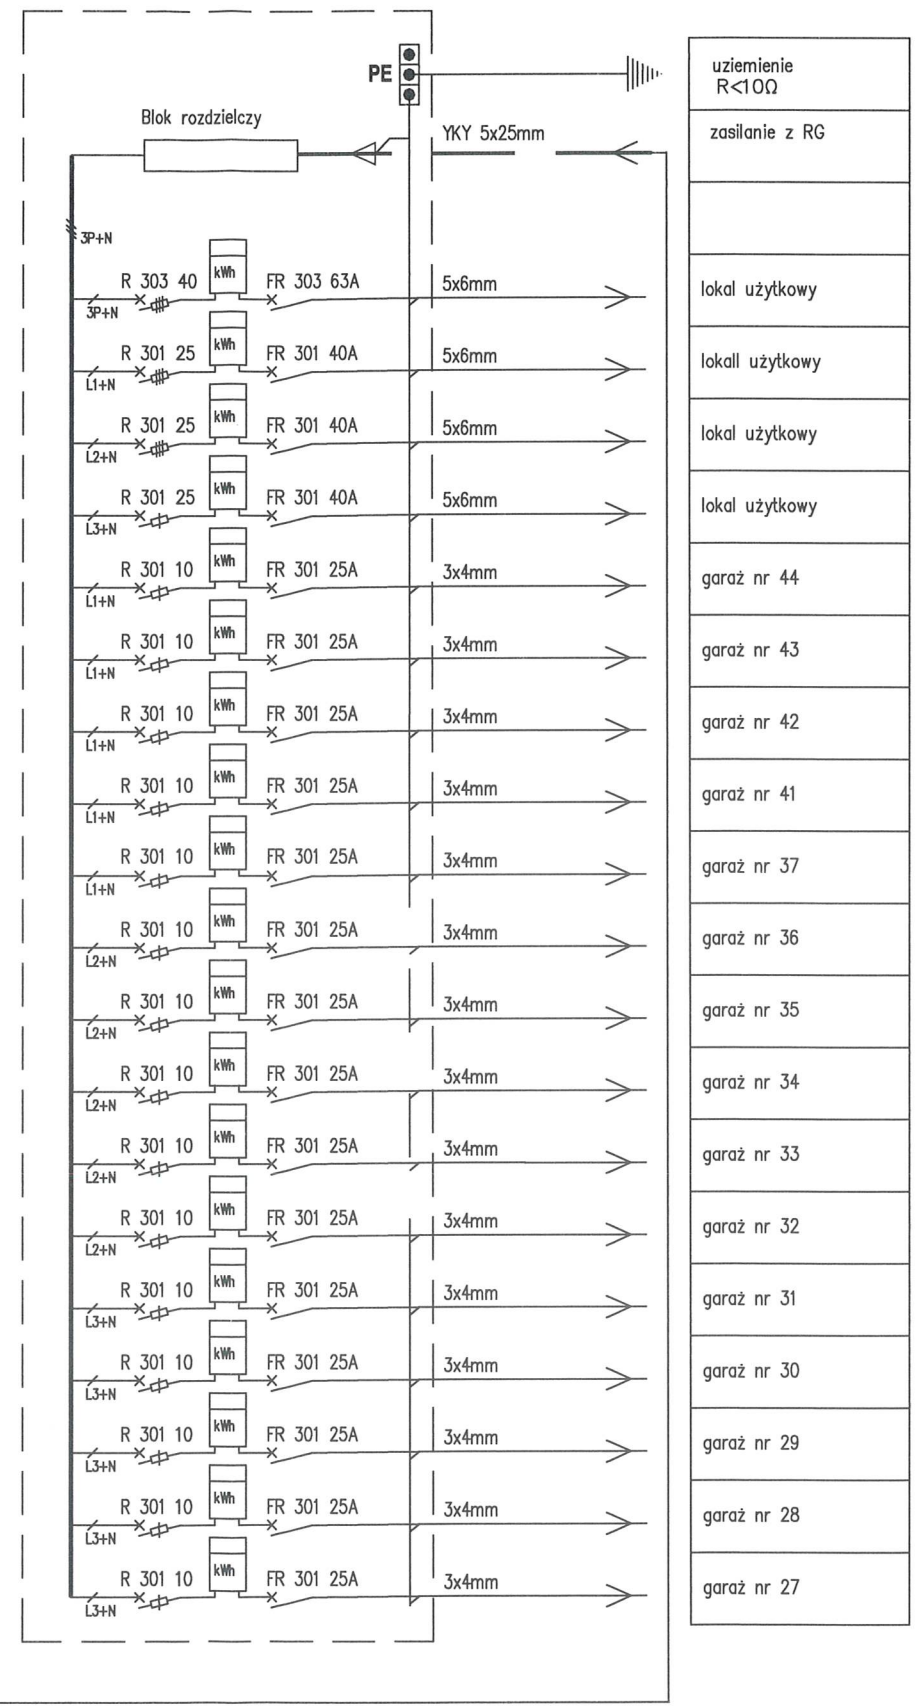 PE
uziemienie
R<10Ω
Blok rozdzielczy
YKY 5x25mm
zasilanie z RG
3P+N
R 303 40 kWh FR 303 63A 5x6mm lokal użytkowy
3P+N
R 301 25 kWh FR 301 40A 5x6mm lokall użytkowy
L1+N
R 301 25 kWh FR 301 40A 5x6mm lokal użytkowy
L2+N
R 301 25 kWh FR 301 40A 5x6mm lokal użytkowy
L3+N
R 301 10 kWh FR 301 25A 3x4mm garaż nr 44
L1+N
R 301 10 kWh FR 301 25A 3x4mm garaż nr 43
L1+N
R 301 10 kWh FR 301 25A 3x4mm garaż nr 42
L1+N
R 301 10 kWh FR 301 25A 3x4mm garaż nr 41
L1+N
R 301 10 kWh FR 301 25A 3x4mm garaż nr 37
L1+N
R 301 10 kWh FR 301 25A 3x4mm garaż nr 36
L2+N
R 301 10 kWh FR 301 25A 3x4mm garaż nr 35
L2+N
R 301 10 kWh FR 301 25A 3x4mm garaż nr 34
L2+N
R 301 10 kWh FR 301 25A 3x4mm garaż nr 33
L2+N
R 301 10 kWh FR 301 25A 3x4mm garaż nr 32
L2+N
R 301 10 kWh FR 301 25A 3x4mm garaż nr 31
L3+N
R 301 10 kWh FR 301 25A 3x4mm garaż nr 30
L3+N
R 301 10 kWh FR 301 25A 3x4mm garaż nr 29
L3+N
R 301 10 kWh FR 301 25A 3x4mm garaż nr 28
L3+N
R 301 10 kWh FR 301 25A 3x4mm garaż nr 27
L3+N